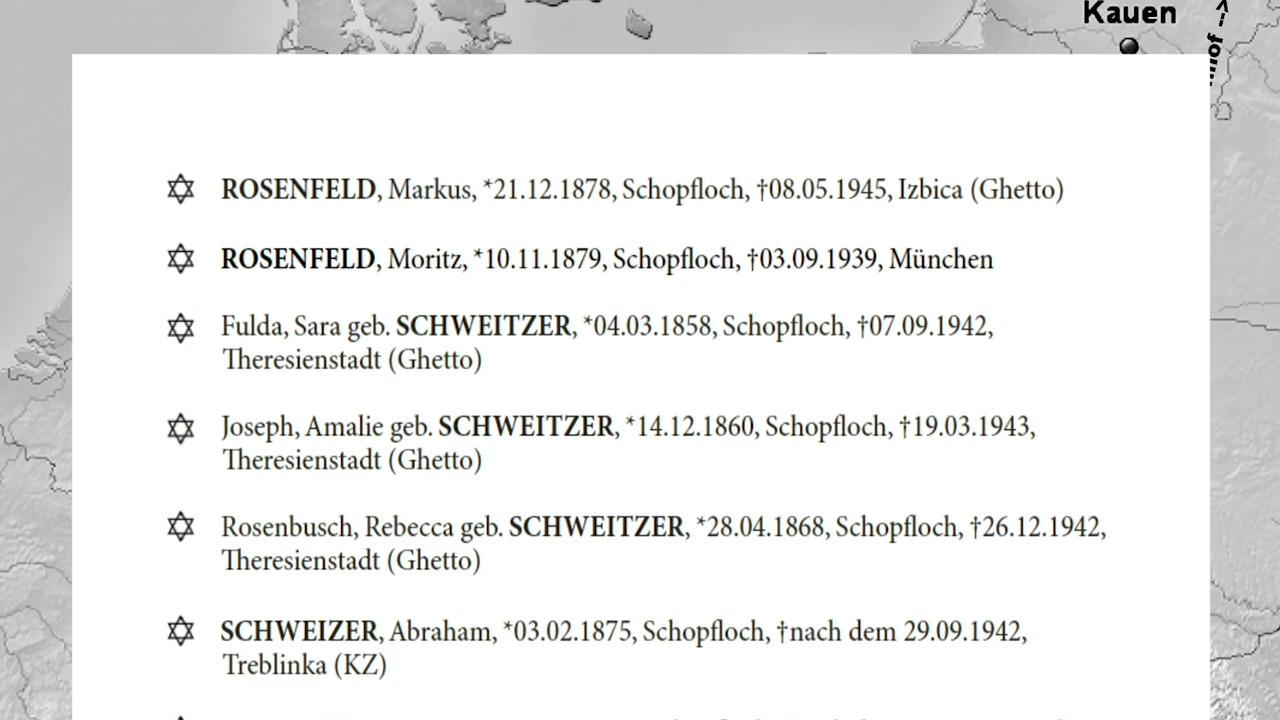 Kauen
ROSENFELD, Markus, *21.12.1878, Schopfloch, †08.05.1945, Izbica (Ghetto)
ROSENFELD, Moritz, *10.11.1879, Schopfloch, †03.09.1939, München
Fulda, Sara geb. SCHWEITZER, *04.03.1858, Schopfloch, †07.09.1942,
Theresienstadt (Ghetto)
Joseph, Amalie geb. SCHWEITZER, *14.12.1860, Schopfloch, †19.03.1943,
Theresienstadt (Ghetto)
Rosenbusch, Rebecca geb. SCHWEITZER, *28.04.1868, Schopfloch, †26.12.1942,
Theresienstadt (Ghetto)
SCHWEIZER, Abraham, *03.02.1875, Schopfloch, †nach dem 29.09.1942,
Treblinka (KZ)